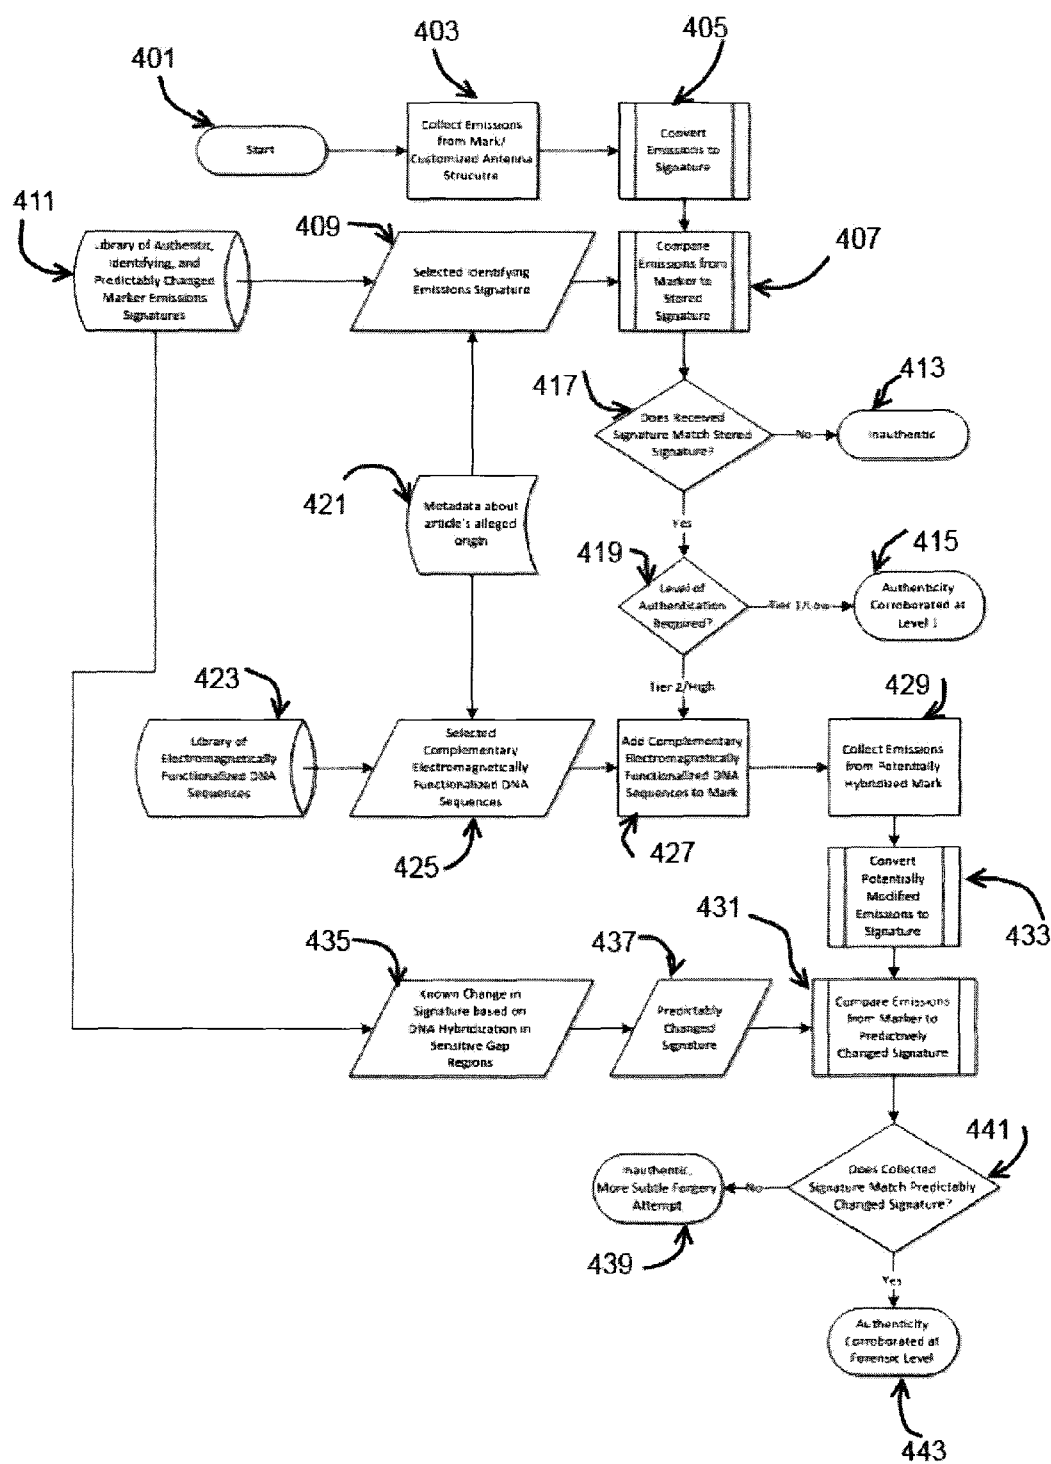 401
403
405
Start
Collect Emissions
from Mark/
Customized Antenna
Strucutre
Convert
Emissions to
Signature
411
409
407
Library of Authentic,
Identifying, and
Predictably Changed
Marker Emissions
Signatures
Selected Identifying
Emissions Signature
Compare
Emissions from
Marker to
Stored
Signature
417
413
Does Received
Signature Match Stored
Signature?
No
Inauthentic
421
Metadata about
article's alleged
origin
Yes
419
415
Level of
Authentication
Required?
Tier 1/Low
Authenticity
Corroborated at
Level 1
Tier 2/High
423
429
Library of
Electromagnetically
Functionalized DNA
Sequences
Selected
Complementary
Electromagnetically
Functionalized DNA
Sequences
Add Complementary
Electromagnetically
Functionalized DNA
Sequences to Mark
Collect Emissions
from Potentially
Hybridized Mark
425
427
Convert
Potentially
Modified
Emissions to
Signature
433
435
437
431
Known Change in
Signature based on
DNA Hybridization in
Sensitive Gap
Regions
Predictably
Changed
Signature
Compare Emissions
from Marker to
Predictively
Changed Signature
441
Does Collected
Signature Match Predictably
Changed Signature?
No
Inauthentic,
More Subtle Forgery
Attempt
439
Yes
Authenticity
Corroborated at
Forensic Level
443